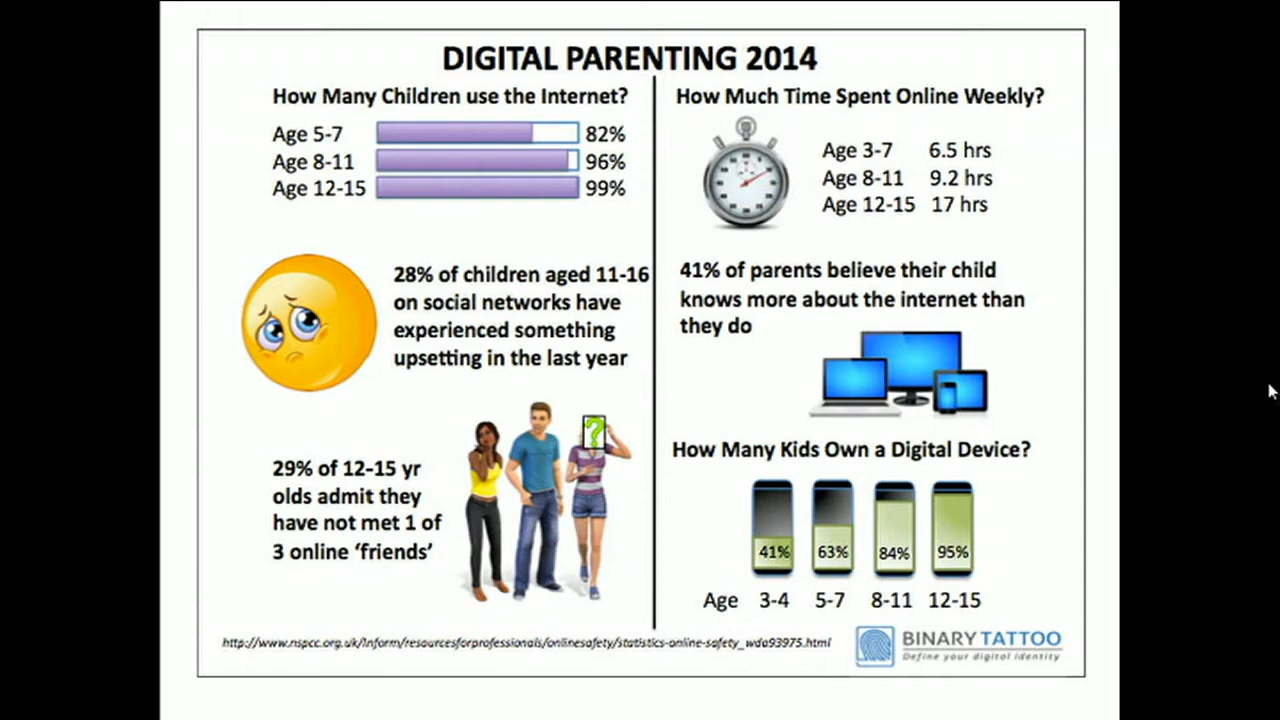 DIGITAL PARENTING 2014
How Many Children use the Internet?
Age 5-7 82%
Age 8-11 96%
Age 12-15 99%
28% of children aged 11-16
on social networks have
experienced something
upsetting in the last year
29% of 12-15 yr
olds admit they
have not met 1 of
3 online ‘friends’
?
How Much Time Spent Online Weekly?
Age 3-7 6.5 hrs
Age 8-11 9.2 hrs
Age 12-15 17 hrs
41% of parents believe their child
knows more about the internet than
they do
How Many Kids Own a Digital Device?
41% 63% 84% 95%
Age 3-4 5-7 8-11 12-15
http://www.nspcc.org.uk/Inform/resourcesforprofessionals/onlinesafety/statistics-online-safety_wda93975.html
BINARY TATTOO
Define your digital identity